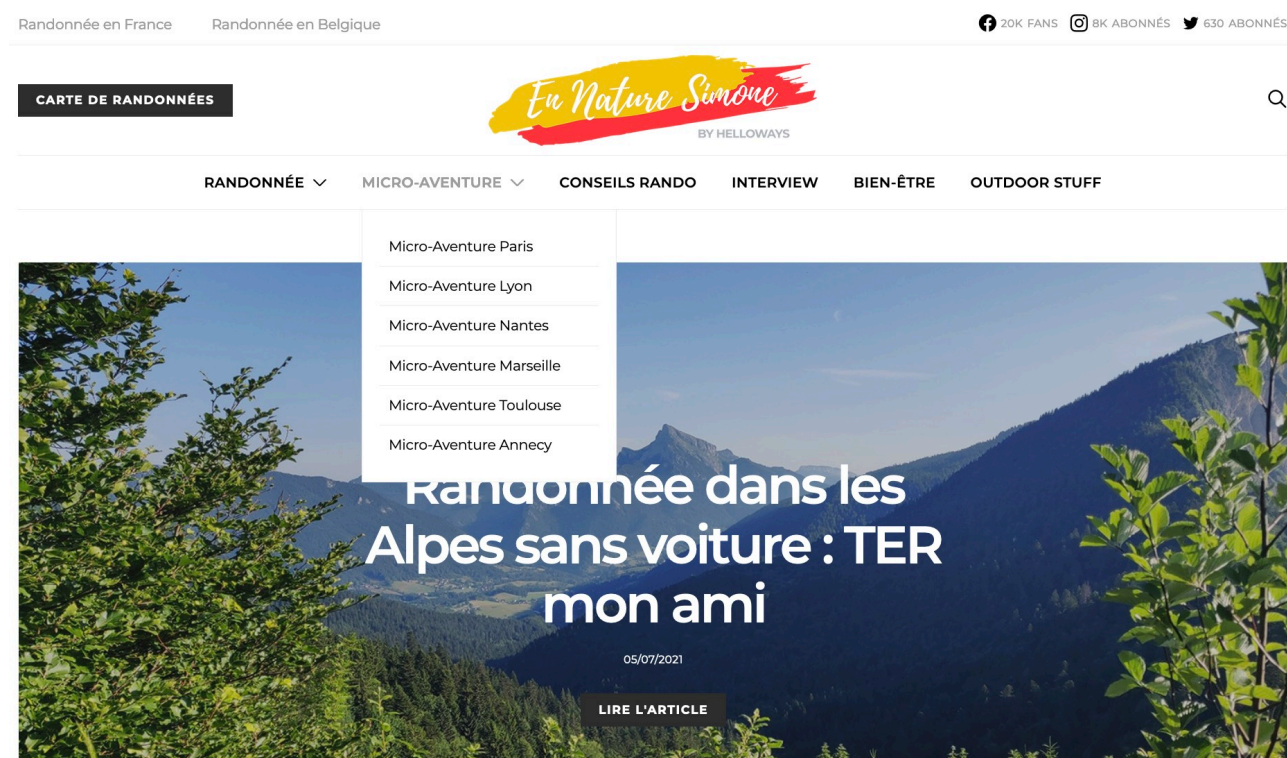 Randonnée en France
Randonnée en Belgique
20K FANS
8K ABONNÉS
630 ABONNÉS
CARTE DE RANDONNÉES
En Nature Simone
BY HELLOWAYS
RANDONNÉE
MICRO-AVENTURE
CONSEILS RANDO
INTERVIEW
BIEN-ÊTRE
OUTDOOR STUFF
Micro-Aventure Paris
Micro-Aventure Lyon
Micro-Aventure Nantes
Micro-Aventure Marseille
Micro-Aventure Toulouse
Micro-Aventure Annecy
Randonnée dans les
Alpes sans voiture : TER
mon ami
05/07/2021
LIRE L'ARTICLE